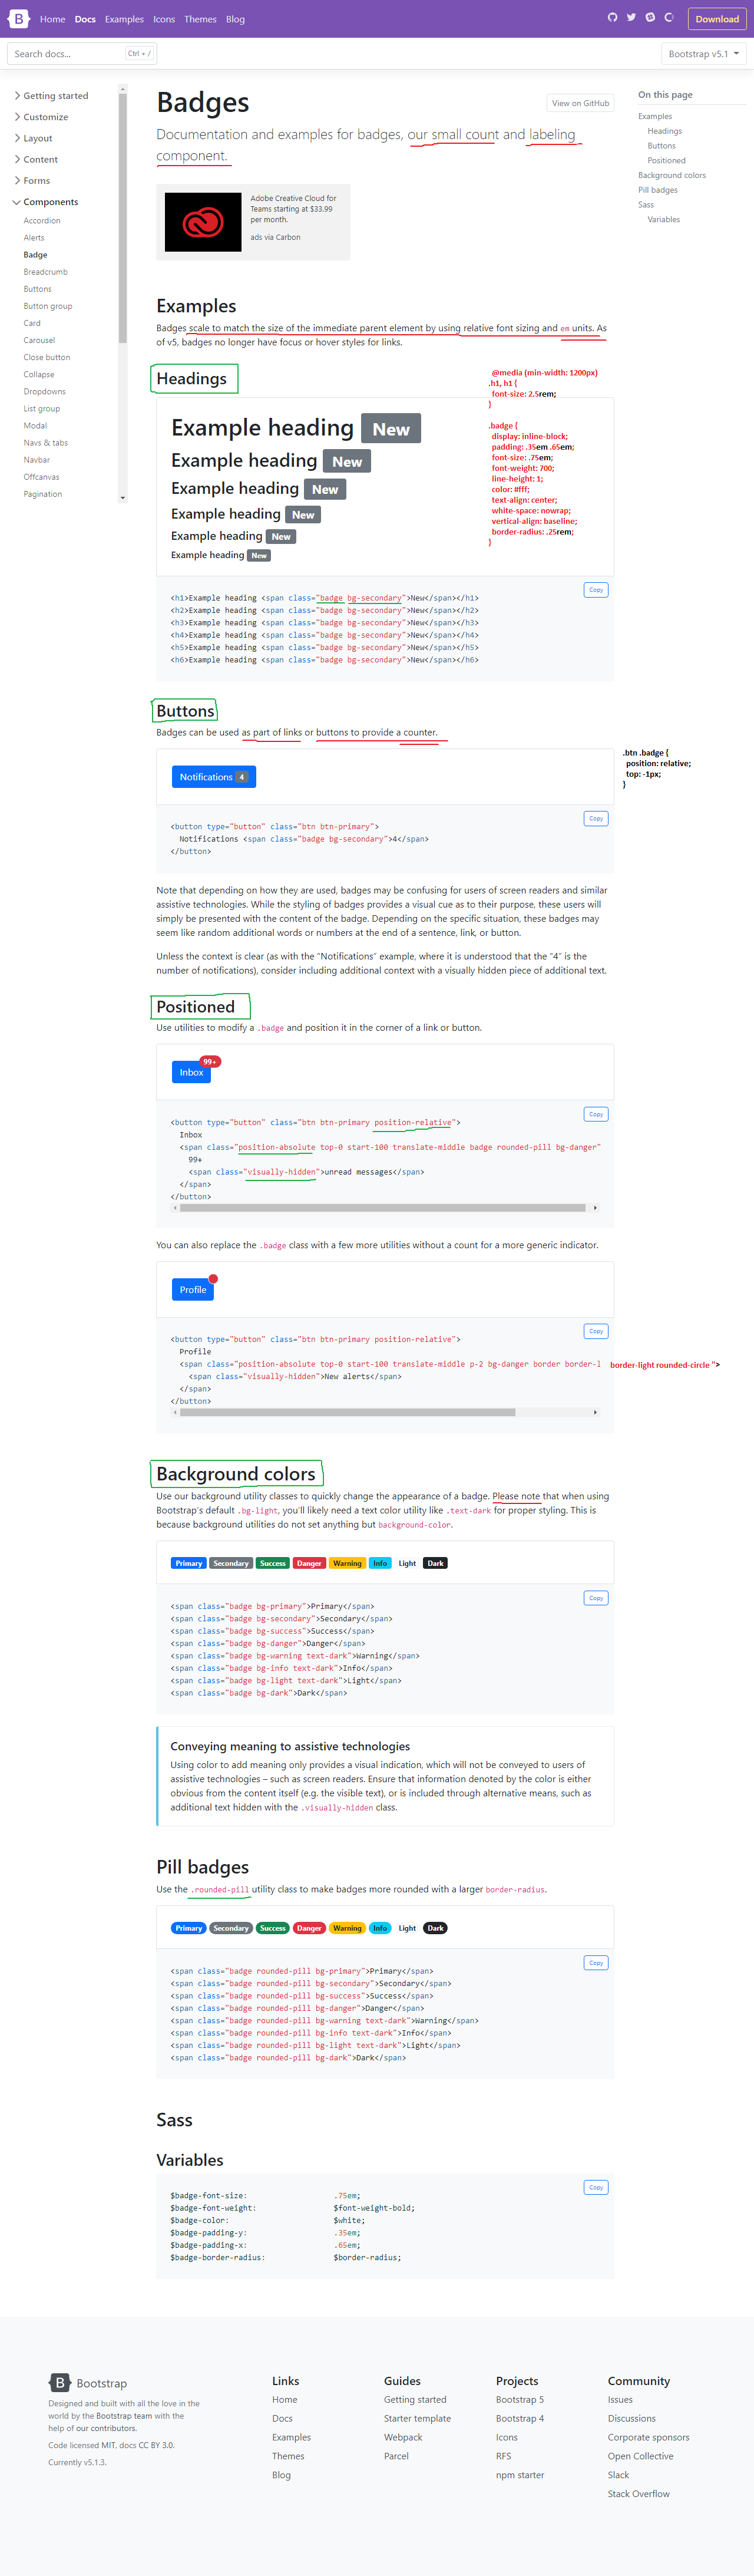 B Home Docs Examples Icons Themes Blog Download
Search docs... Ctrl + / Bootstrap v5.1
Getting started
Customize
Layout
Content
Forms
Components
Accordion
Alerts
Badge
Breadcrumb
Buttons
Button group
Card
Carousel
Close button
Collapse
Dropdowns
List group
Modal
Navs & tabs
Navbar
Offcanvas
Pagination
Badges
View on GitHub
Documentation and examples for badges, our small count and labeling
component.
Adobe Creative Cloud for
Teams starting at $33.99
per month.
ads via Carbon
On this page
Examples
Headings
Buttons
Positioned
Background colors
Pill badges
Sass
Variables
Examples
Badges scale to match the size of the immediate parent element by using relative font sizing and em units. As
of v5, badges no longer have focus or hover styles for links.
Headings
@media (min-width: 1200px)
.h1, h1 {
font-size: 2.5rem;
}
.badge {
display: inline-block;
padding: .35em .65em;
font-size: .75em;
font-weight: 700;
line-height: 1;
color: #fff;
text-align: center;
white-space: nowrap;
vertical-align: baseline;
border-radius: .25rem;
}
Example heading New
Example heading New
Example heading New
Example heading New
Example heading New
Example heading New
Copy
<h1>Example heading <span class="badge bg-secondary">New</span></h1>
<h2>Example heading <span class="badge bg-secondary">New</span></h2>
<h3>Example heading <span class="badge bg-secondary">New</span></h3>
<h4>Example heading <span class="badge bg-secondary">New</span></h4>
<h5>Example heading <span class="badge bg-secondary">New</span></h5>
<h6>Example heading <span class="badge bg-secondary">New</span></h6>
Buttons
Badges can be used as part of links or buttons to provide a counter.
Notifications 4
.btn .badge {
position: relative;
top: -1px;
}
Copy
<button type="button" class="btn btn-primary">
Notifications <span class="badge bg-secondary">4</span>
</button>
Note that depending on how they are used, badges may be confusing for users of screen readers and similar
assistive technologies. While the styling of badges provides a visual cue as to their purpose, these users will
simply be presented with the content of the badge. Depending on the specific situation, these badges may
seem like random additional words or numbers at the end of a sentence, link, or button.
Unless the context is clear (as with the “Notifications” example, where it is understood that the “4” is the
number of notifications), consider including additional context with a visually hidden piece of additional text.
Positioned
Use utilities to modify a .badge and position it in the corner of a link or button.
Inbox 99+
Copy
<button type="button" class="btn btn-primary position-relative">
Inbox
<span class="position-absolute top-0 start-100 translate-middle badge rounded-pill bg-danger"
99+
<span class="visually-hidden">unread messages</span>
</span>
</button>
You can also replace the .badge class with a few more utilities without a count for a more generic indicator.
Profile
Copy
<button type="button" class="btn btn-primary position-relative">
Profile
<span class="position-absolute top-0 start-100 translate-middle p-2 bg-danger border border-l border-light rounded-circle ">
<span class="visually-hidden">New alerts</span>
</span>
</button>
Background colors
Use our background utility classes to quickly change the appearance of a badge. Please note that when using
Bootstrap’s default .bg-light, you’ll likely need a text color utility like .text-dark for proper styling. This is
because background utilities do not set anything but background-color.
Primary Secondary Success Danger Warning Info Light Dark
Copy
<span class="badge bg-primary">Primary</span>
<span class="badge bg-secondary">Secondary</span>
<span class="badge bg-success">Success</span>
<span class="badge bg-danger">Danger</span>
<span class="badge bg-warning text-dark">Warning</span>
<span class="badge bg-info text-dark">Info</span>
<span class="badge bg-light text-dark">Light</span>
<span class="badge bg-dark">Dark</span>
Conveying meaning to assistive technologies
Using color to add meaning only provides a visual indication, which will not be conveyed to users of
assistive technologies – such as screen readers. Ensure that information denoted by the color is either
obvious from the content itself (e.g. the visible text), or is included through alternative means, such as
additional text hidden with the .visually-hidden class.
Pill badges
Use the .rounded-pill utility class to make badges more rounded with a larger border-radius.
Primary Secondary Success Danger Warning Info Light Dark
Copy
<span class="badge rounded-pill bg-primary">Primary</span>
<span class="badge rounded-pill bg-secondary">Secondary</span>
<span class="badge rounded-pill bg-success">Success</span>
<span class="badge rounded-pill bg-danger">Danger</span>
<span class="badge rounded-pill bg-warning text-dark">Warning</span>
<span class="badge rounded-pill bg-info text-dark">Info</span>
<span class="badge rounded-pill bg-light text-dark">Light</span>
<span class="badge rounded-pill bg-dark">Dark</span>
Sass
Variables
Copy
$badge-font-size: .75em;
$badge-font-weight: $font-weight-bold;
$badge-color: $white;
$badge-padding-y: .35em;
$badge-padding-x: .65em;
$badge-border-radius: $border-radius;
B Bootstrap
Designed and built with all the love in the
world by the Bootstrap team with the
help of our contributors.
Code licensed MIT, docs CC BY 3.0.
Currently v5.1.3.
Links
Home
Docs
Examples
Themes
Blog
Guides
Getting started
Starter template
Webpack
Parcel
Projects
Bootstrap 5
Bootstrap 4
Icons
RFS
npm starter
Community
Issues
Discussions
Corporate sponsors
Open Collective
Slack
Stack Overflow